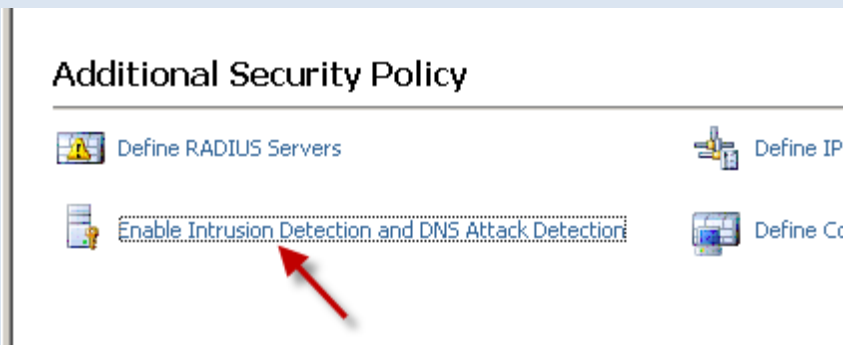 Additional Security Policy
Define RADIUS Servers
Define IP
Enable Intrusion Detection and DNS Attack Detection
Define Co